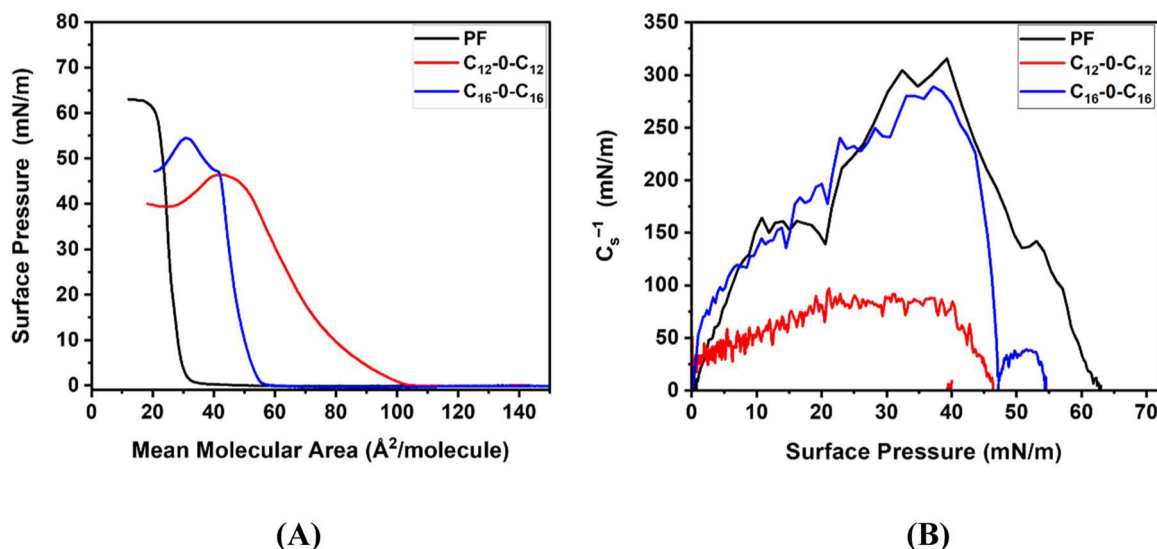 80
70
60
50
40
30
20
10
0
Surface Pressure (mN/m)
PF
C₁₂-0-C₁₂
C₁₆-0-C₁₆
0 20 40 60 80 100 120 140
Mean Molecular Area (Å²/molecule)
(A)
350
300
250
200
150
100
50
0
Cₛ⁻¹ (mN/m)
PF
C₁₂-0-C₁₂
C₁₆-0-C₁₆
0 10 20 30 40 50 60 70
Surface Pressure (mN/m)
(B)